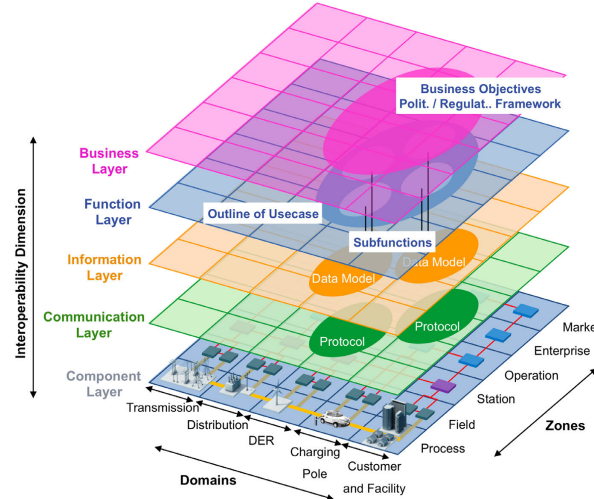 Business Objectives
Polit. / Regulat.. Framework
Business
Layer
Function
Layer
Outline of Usecase
Subfunctions
Information
Layer
Data Model
Data Model
Communication
Layer
Protocol
Protocol
Component
Layer
Interoperability Dimension
Market
Enterprise
Operation
Station
Field
Process
Zones
Transmission
Distribution
DER
Charging
Pole
Customer
and Facility
Domains